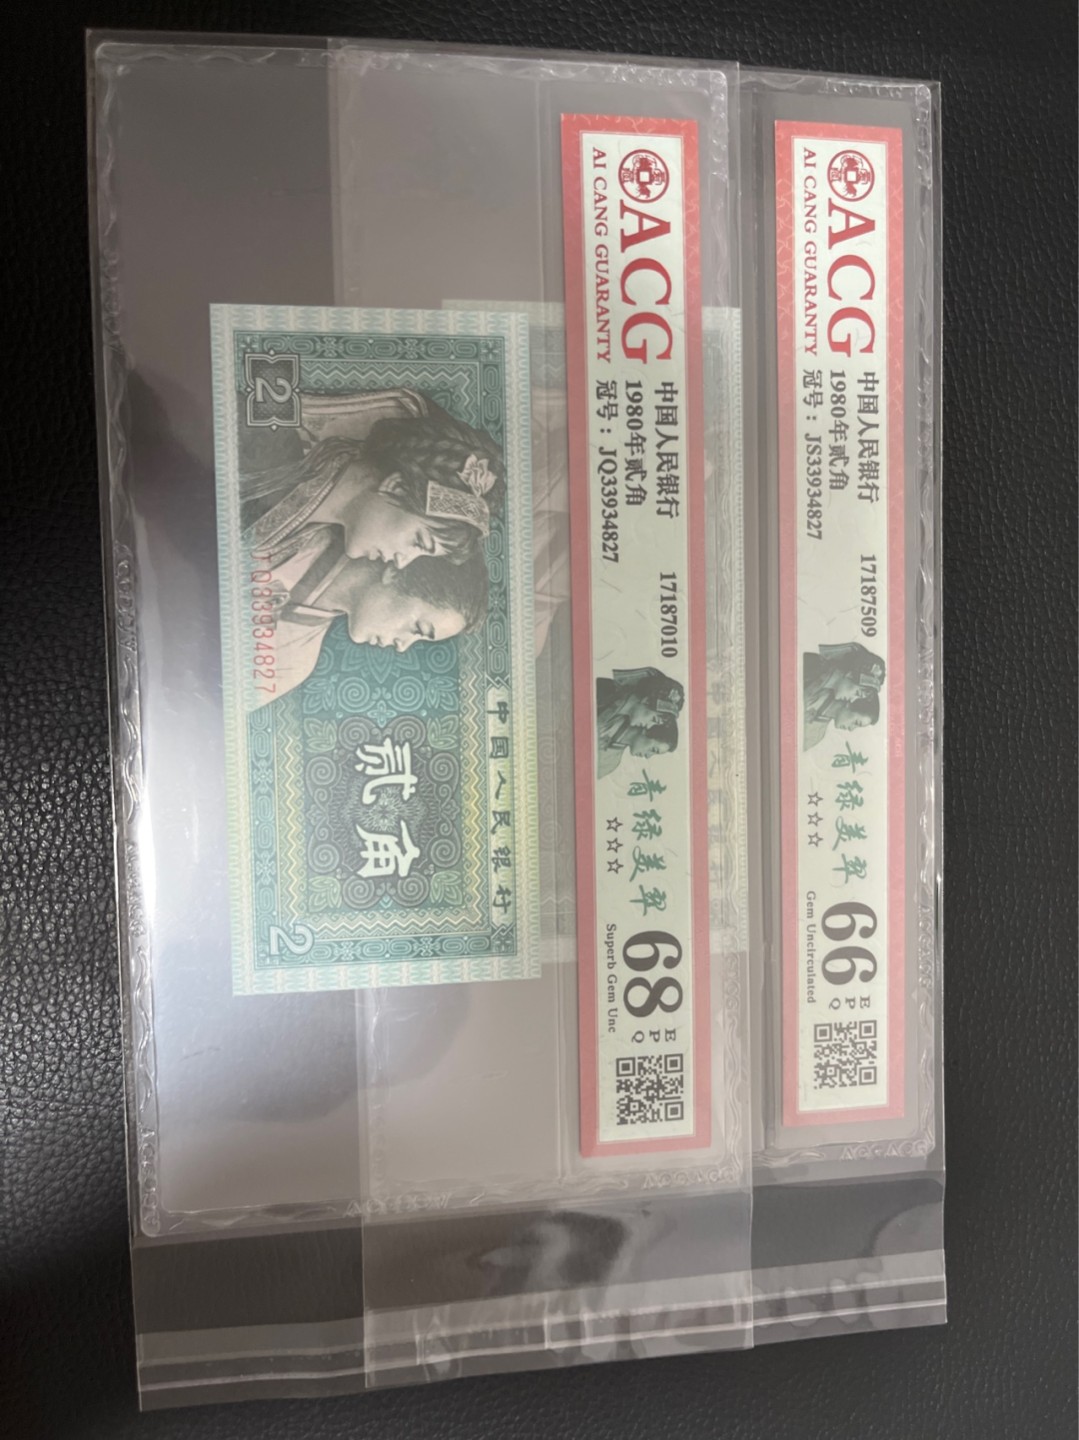 ACG
AI CANG GUARANTY
中国人民银行 17187509
1980年贰角
冠号：JS33934827
青绿美翠
☆☆☆
66 EPQ
Gem Uncirculated
ACG
AI CANG GUARANTY
中国人民银行 17187010
1980年贰角
冠号：JQ33934827
青绿美翠
☆☆☆
68 EPQ
Superb Gem Unc
中国人民银行
贰角
2
2
JQ33934827